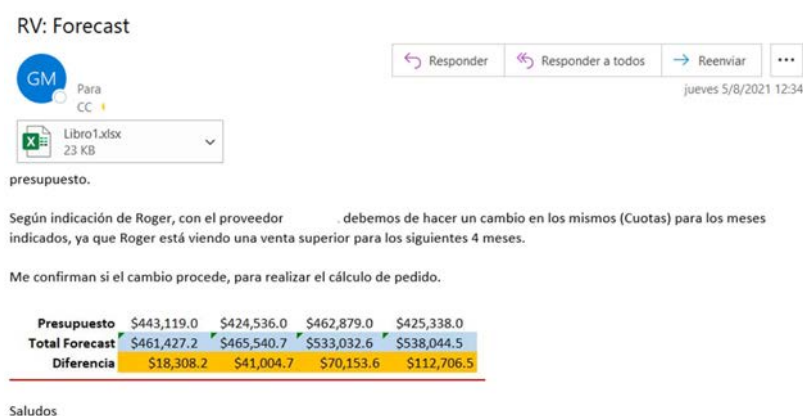 RV: Forecast
Responder
Responder a todos
Reenviar
GM
Para
CC
jueves 5/8/2021 12:34
Libro1.xlsx
23 KB
presupuesto.
Según indicación de Roger, con el proveedor . debemos de hacer un cambio en los mismos (Cuotas) para los meses
indicados, ya que Roger está viendo una venta superior para los siguientes 4 meses.
Me confirman si el cambio procede, para realizar el cálculo de pedido.
Presupuesto $443,119.0 $424,536.0 $462,879.0 $425,338.0
Total Forecast $461,427.2 $465,540.7 $533,032.6 $538,044.5
Diferencia $18,308.2 $41,004.7 $70,153.6 $112,706.5
Saludos